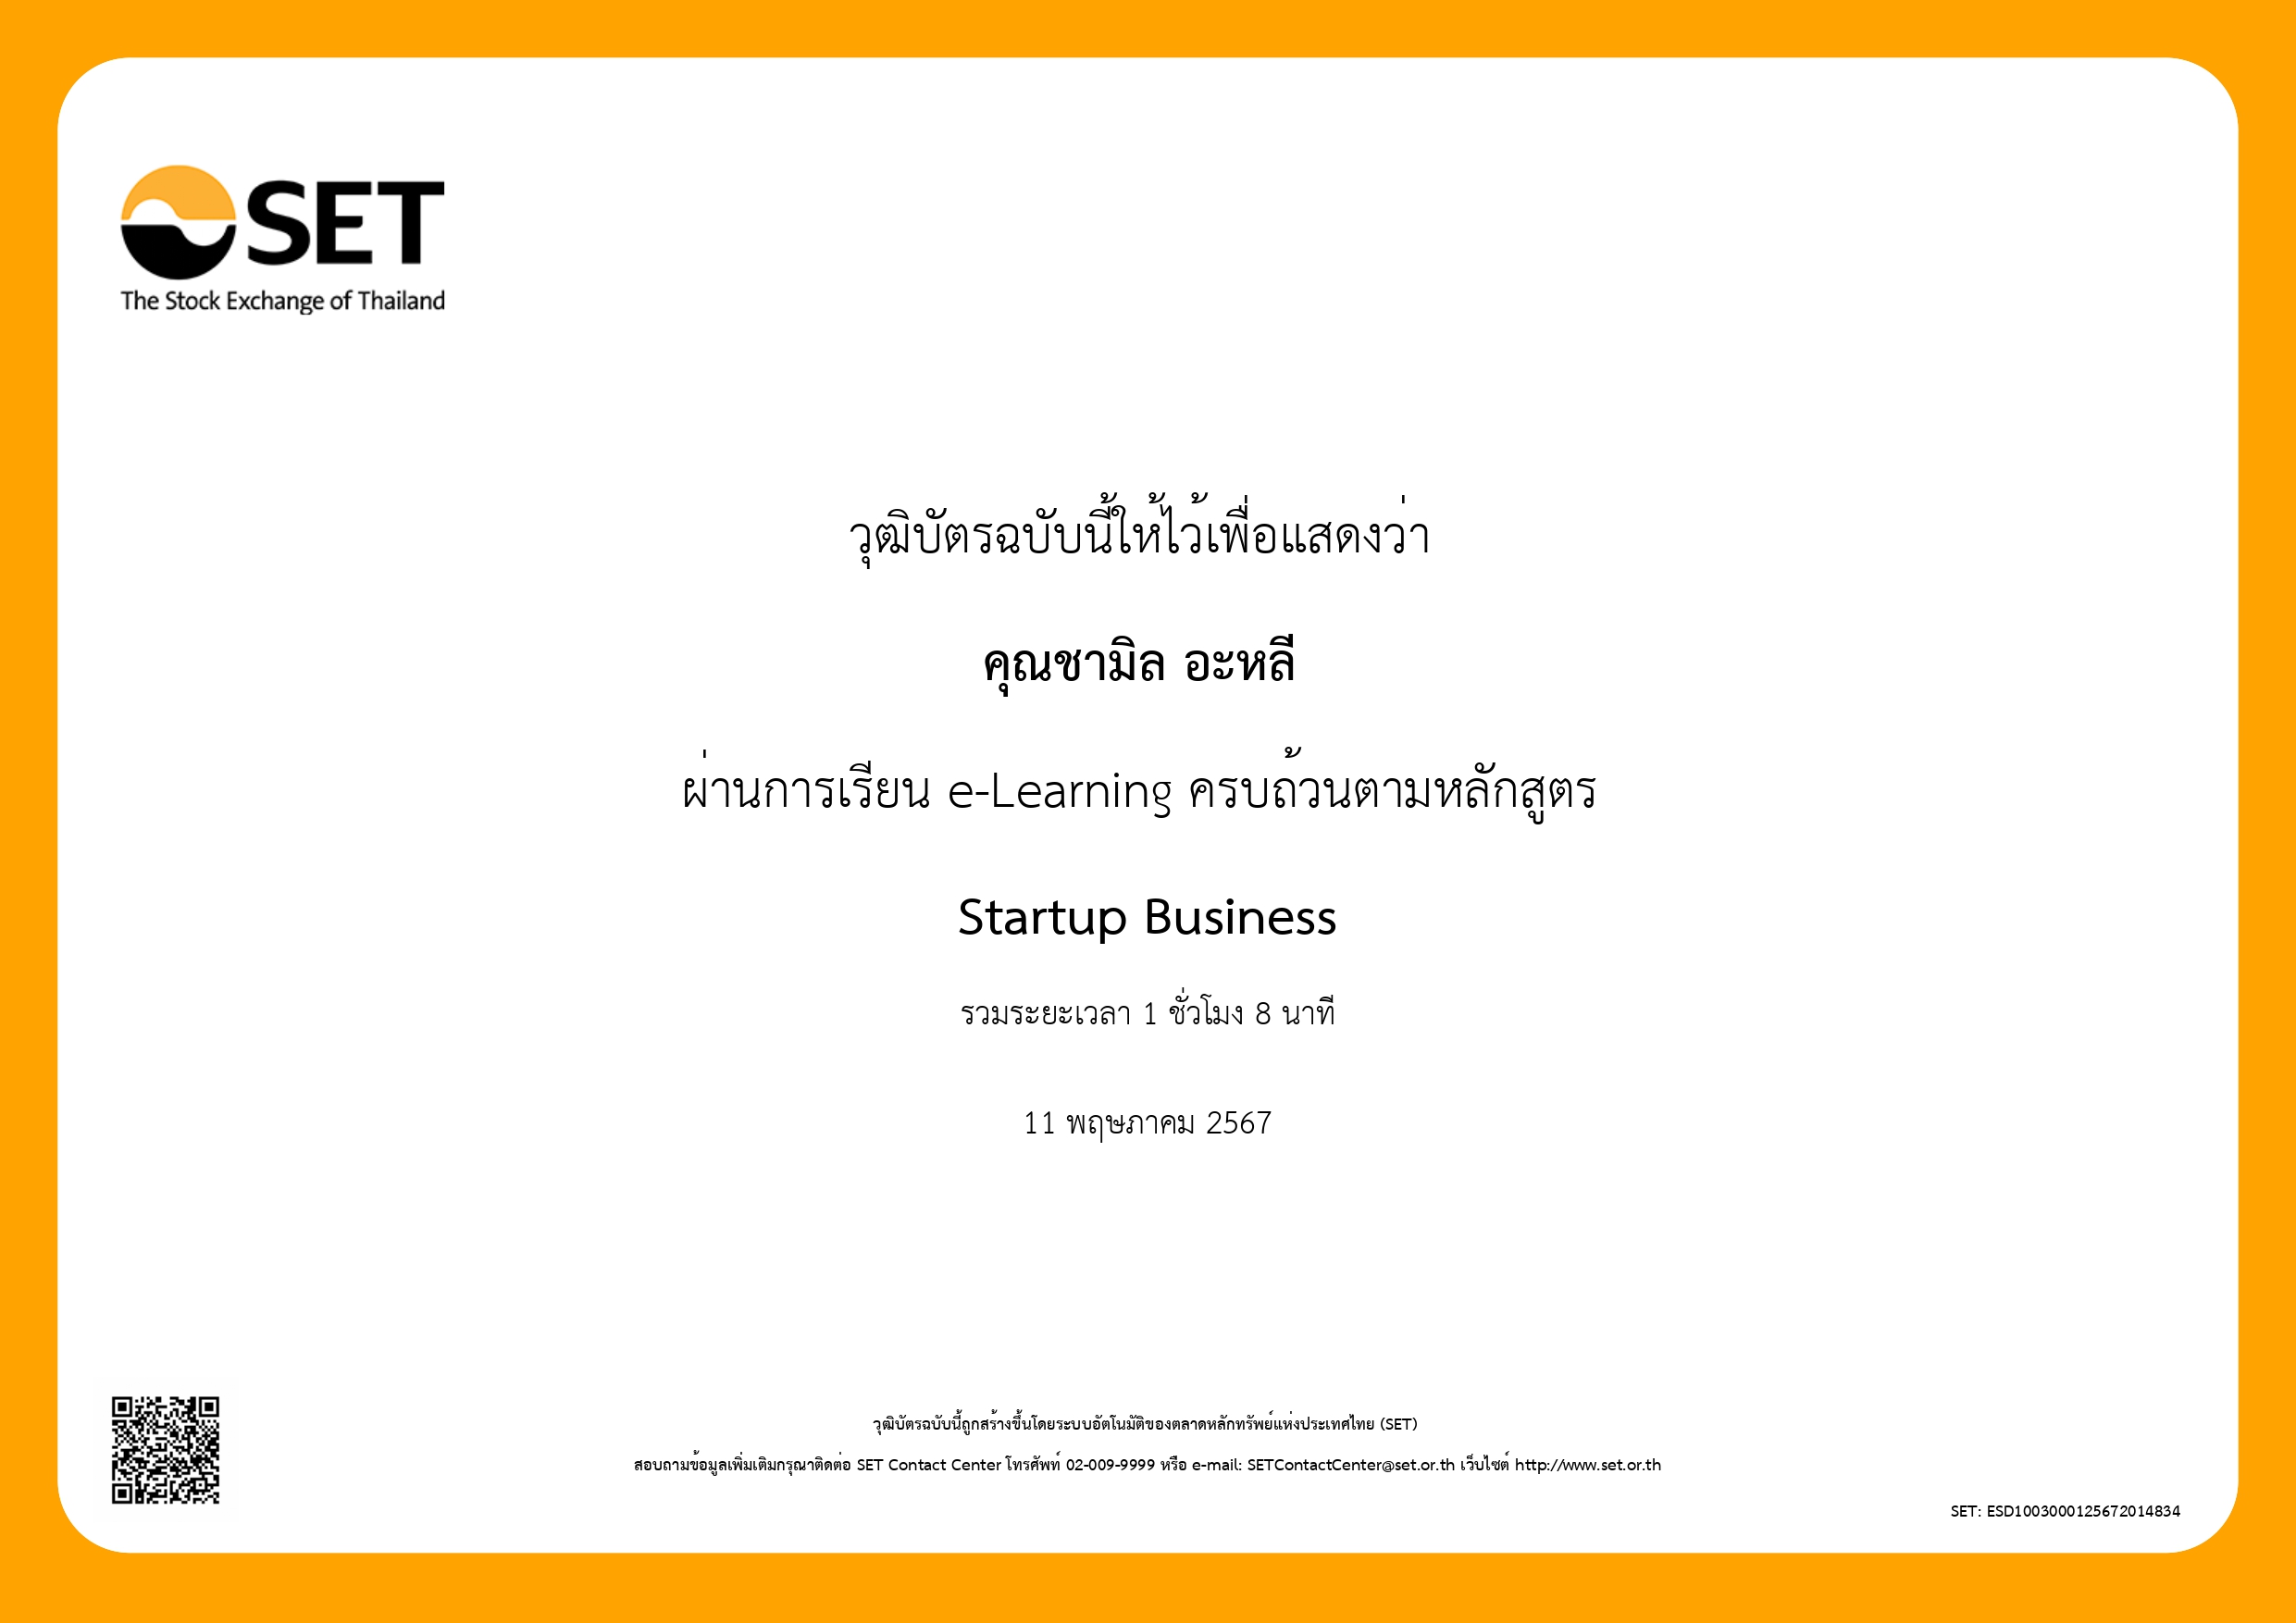 SET
The Stock Exchange of Thailand
วุฒิบัตรฉบับนี้ให้ไว้เพื่อแสดงว่า
คุณชามิล อะหลี
ผ่านการเรียน e-Learning ครบถ้วนตามหลักสูตร
Startup Business
รวมระยะเวลา 1 ชั่วโมง 8 นาที
11 พฤษภาคม 2567
วุฒิบัตรฉบับนี้ถูกสร้างขึ้นโดยระบบอัตโนมัติของตลาดหลักทรัพย์แห่งประเทศไทย (SET)
สอบถามข้อมูลเพิ่มเติมกรุณาติดต่อ SET Contact Center โทรศัพท์ 02-009-9999 หรือ e-mail: SETContactCenter@set.or.th เว็บไซต์ http://www.set.or.th
SET: ESD1003000125672014834